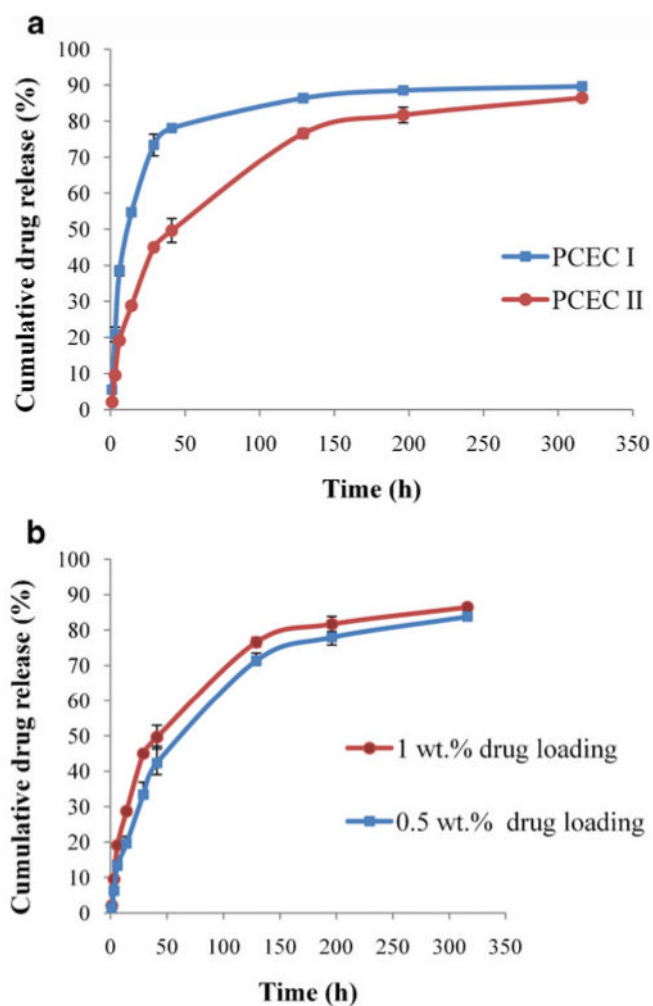 a
100
90
80
70
60
50
40
30
20
10
0
Cumulative drug release (%)
PCEC I
PCEC II
0 50 100 150 200 250 300 350
Time (h)
b
100
90
80
70
60
50
40
30
20
10
0
Cumulative drug release (%)
1 wt.% drug loading
0.5 wt.% drug loading
0 50 100 150 200 250 300 350
Time (h)